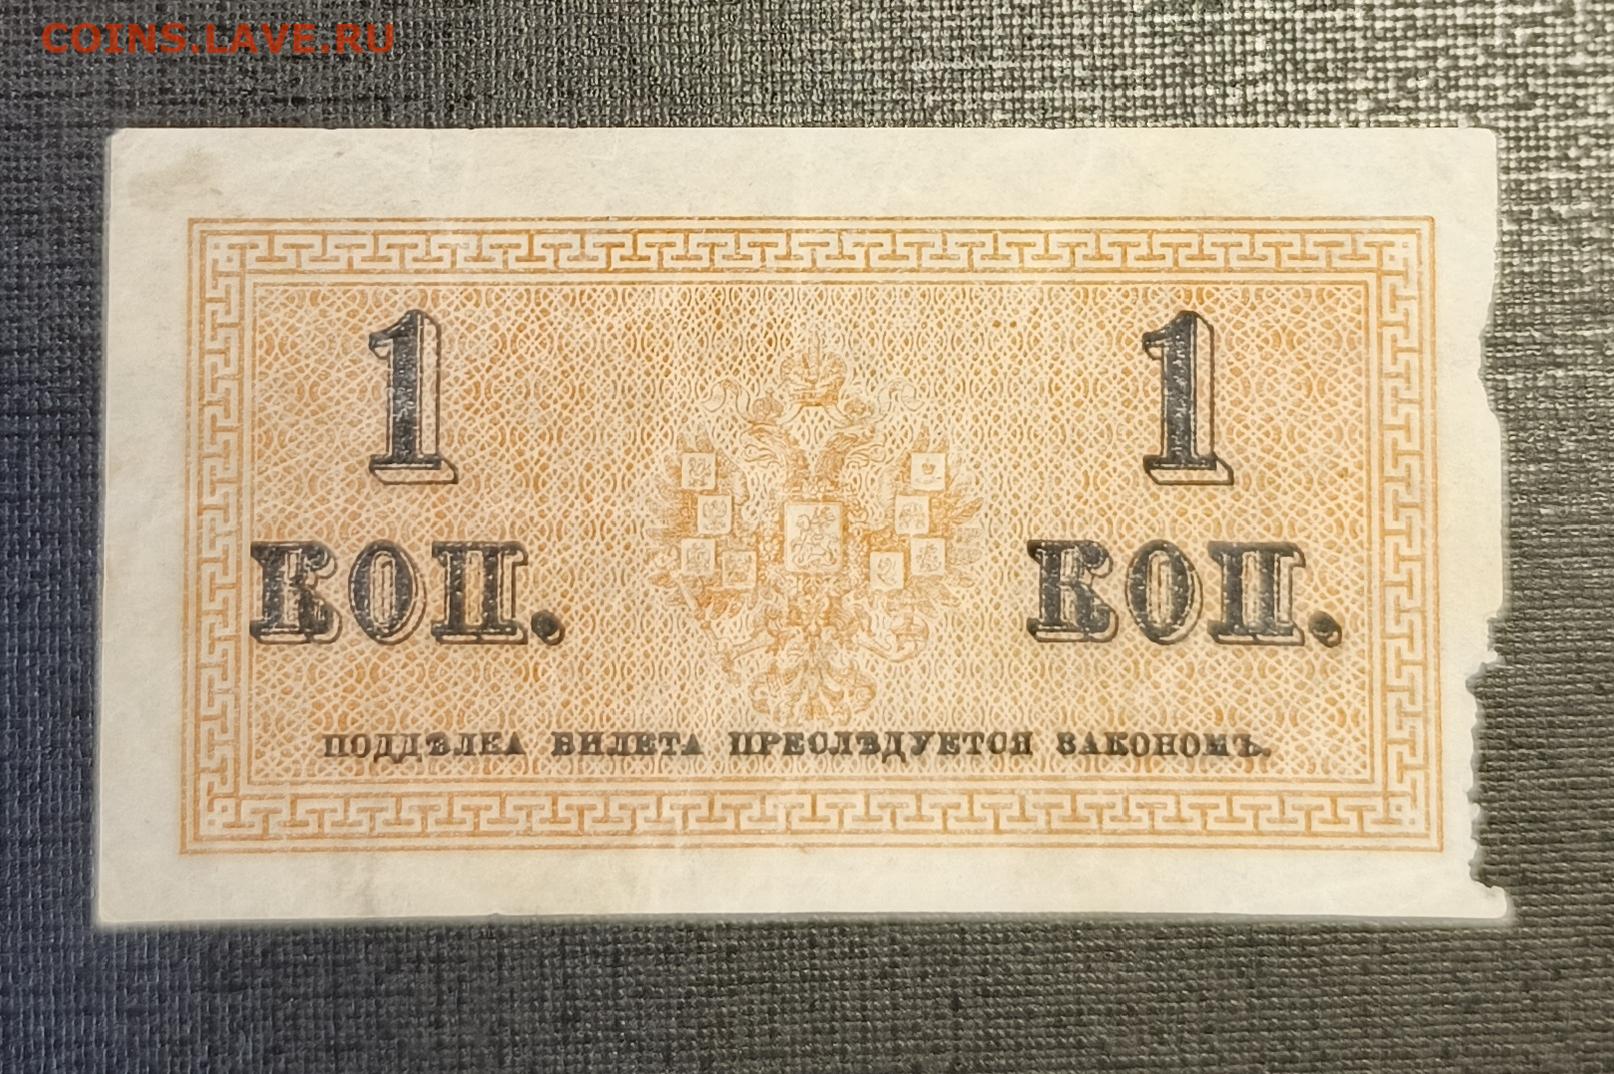 COINS.LAVE.RU
1 1
КОП. КОП.
ПОДДѢЛКА БИЛЕТА ПРЕСЛѢДУЕТСЯ ЗАКОНОМЪ.